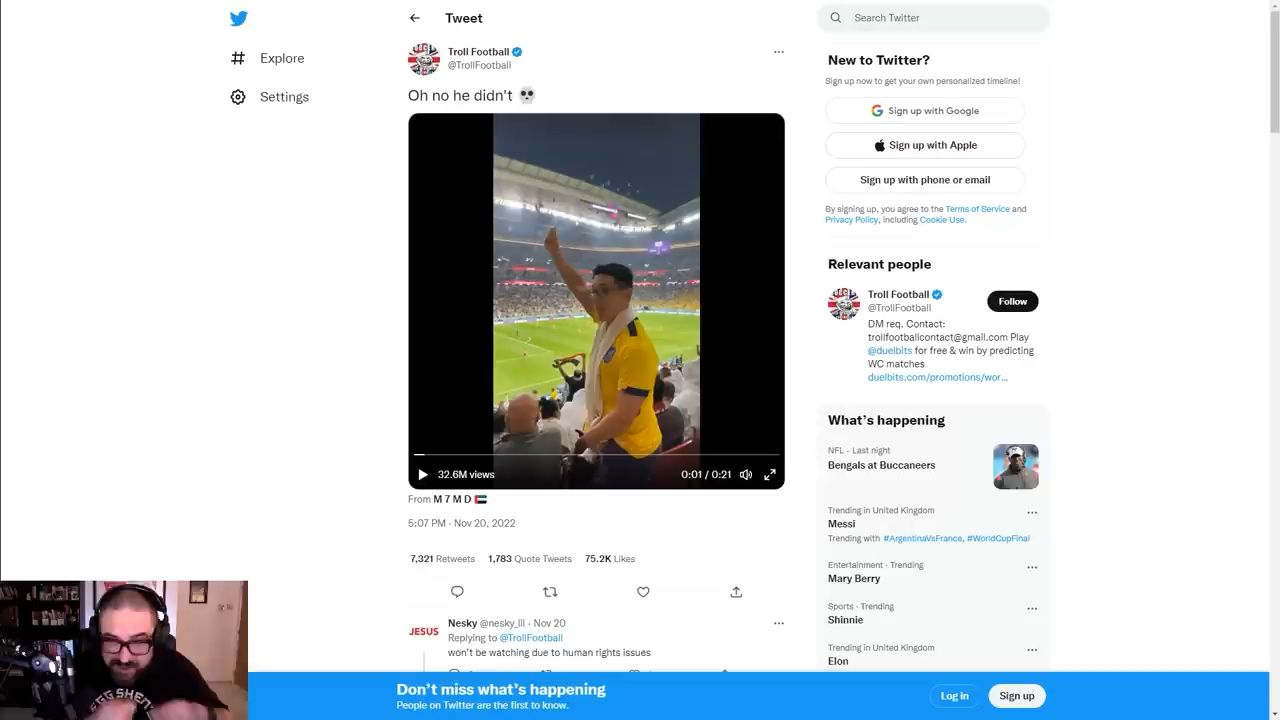 Explore
Settings
Tweet
Troll Football
@TrollFootball
Oh no he didn't 💀
32.6M views
0:01 / 0:21
From M 7 M D 🇦🇪
5:07 PM · Nov 20, 2022
7,321 Retweets 1,783 Quote Tweets 75.2K Likes
JESUS
Nesky @nesky_lll · Nov 20
Replying to @TrollFootball
won't be watching due to human rights issues
Search Twitter
New to Twitter?
Sign up now to get your own personalized timeline!
Sign up with Google
Sign up with Apple
Sign up with phone or email
By signing up, you agree to the Terms of Service and
Privacy Policy, including Cookie Use.
Relevant people
Troll Football
@TrollFootball
Follow
DM req. Contact:
trollfootballcontact@gmail.com Play
@duelbits for free & win by predicting
WC matches
duelbits.com/promotions/wor…
What's happening
NFL · Last night
Bengals at Buccaneers
Trending in United Kingdom
Messi
Trending with #ArgentinaVsFrance, #WorldCupFinal
Entertainment · Trending
Mary Berry
Sports · Trending
Shinnie
Trending in United Kingdom
Elon
Don't miss what's happening
People on Twitter are the first to know.
Log in
Sign up